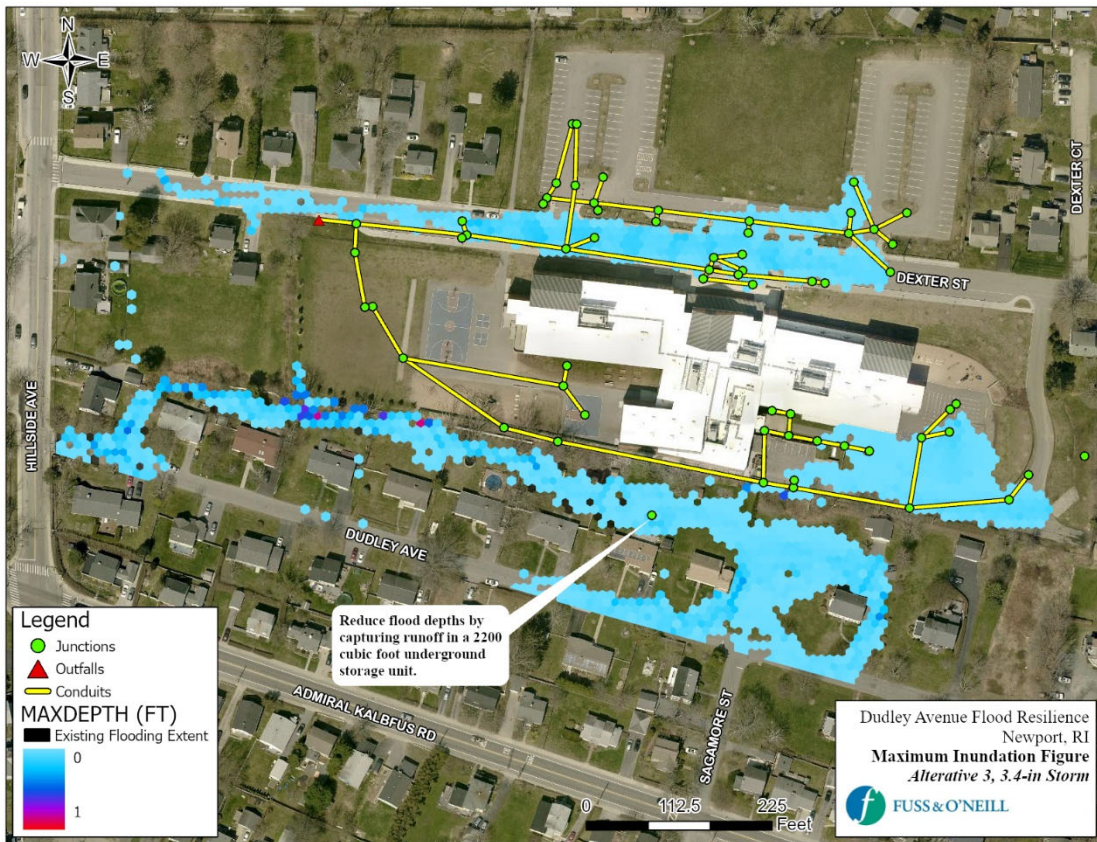 N
W E
S
HILLSIDE AVE
DEXTER ST
DEXTER CT
DUDLEY AVE
ADMIRAL KALBFUS RD
SAGAMORE ST
Reduce flood depths by
capturing runoff in a 2200
cubic foot underground
storage unit.
Legend
Junctions
Outfalls
Conduits
MAXDEPTH (FT)
Existing Flooding Extent
0
1
0 112.5 225
Feet
Dudley Avenue Flood Resilience
Newport, RI
Maximum Inundation Figure
Alterative 3, 3.4-in Storm
f FUSS & O'NEILL